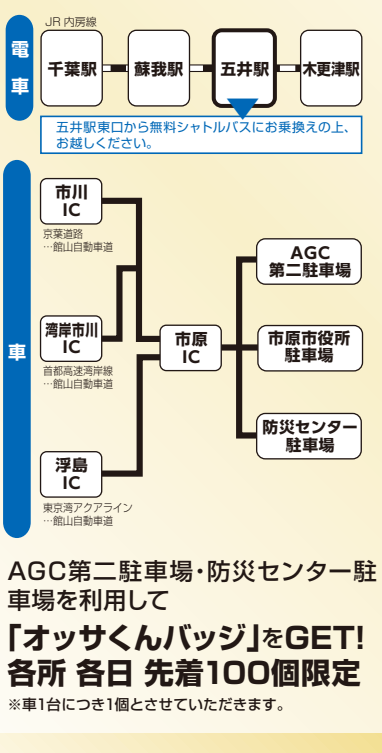 JR内房線
電車
千葉駅
蘇我駅
五井駅
木更津駅
五井駅東口から無料シャトルバスにお乗換えの上、
お越しください。
車
市川
IC
京葉道路
…館山自動車道
湾岸市川
IC
首都高速湾岸線
…館山自動車道
浮島
IC
東京湾アクアライン
…館山自動車道
市原
IC
AGC
第二駐車場
市原市役所
駐車場
防災センター
駐車場
AGC第二駐車場・防災センター駐
車場を利用して
「オッサくんバッジ」をGET!
各所 各日 先着100個限定
※車1台につき1個とさせていただきます。